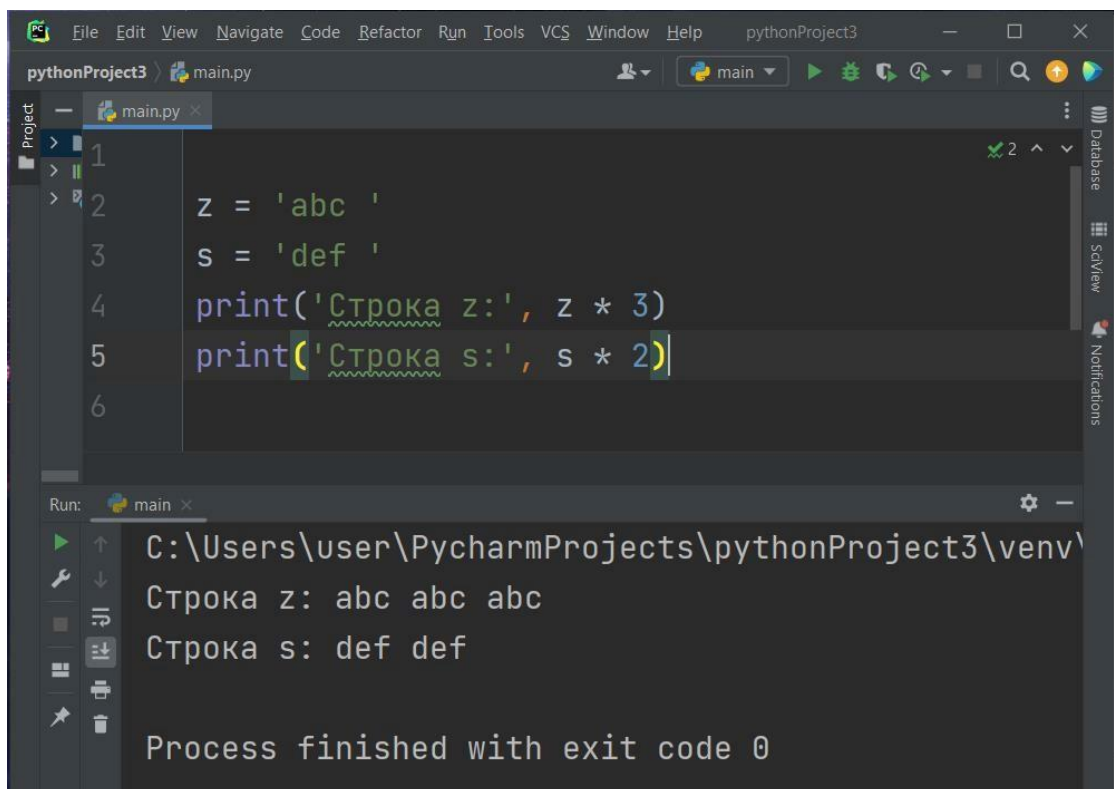 PC File Edit View Navigate Code Refactor Run Tools VCS Window Help pythonProject3
pythonProject3 main.py main
Project
main.py
2
1
2 z = 'abc '
3 s = 'def '
4 print('Строка z:', z * 3)
5 print('Строка s:', s * 2)
6
Database
SciView
Notifications
Run: main
C:\Users\user\PycharmProjects\pythonProject3\venv\
Строка z: abc abc abc
Строка s: def def
Process finished with exit code 0